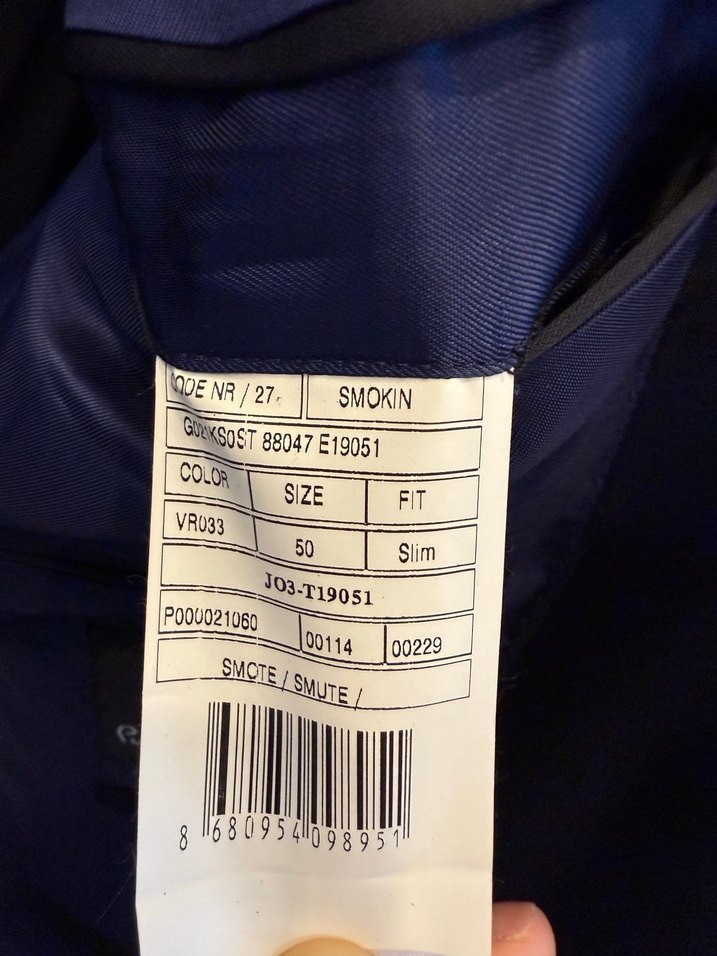 CODE NR / 27 SMOKIN
88047 E19051
COLOR SIZE FIT
VR033 50 Slim
JO3-T19051
P000021060 00114 00229
SMOTE / SMUTE /
8 680954 098951